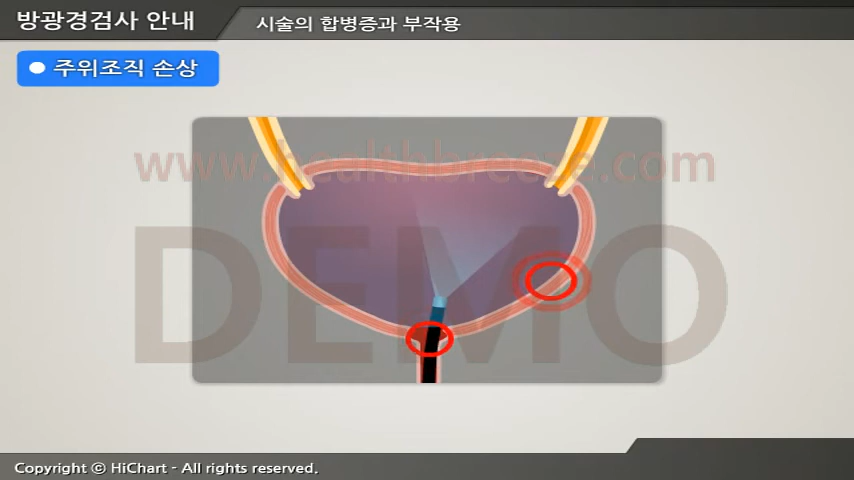 방광경검사 안내
시술의 합병증과 부작용
주위조직 손상
www.healthbreeze.com
DEMO
Copyright ⓒ HiChart - All rights reserved.